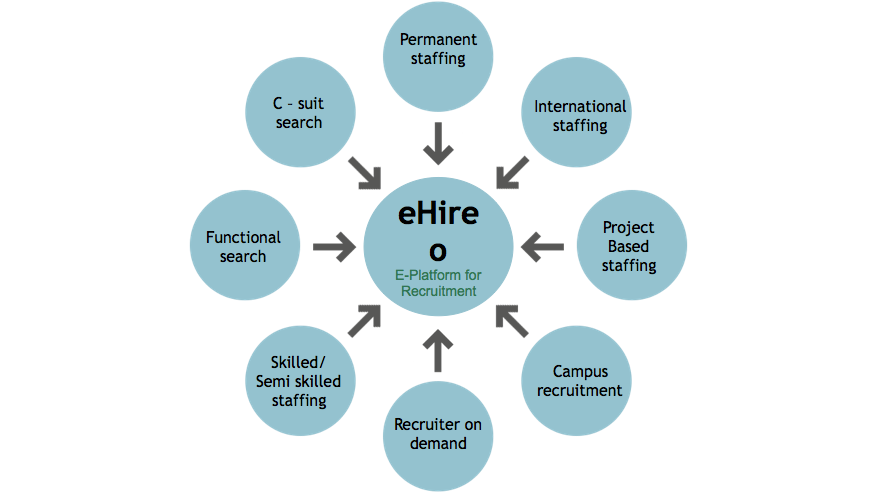 Permanent
staffing
C – suit
search
International
staffing
eHire
o
E-Platform for
Recruitment
Functional
search
Project
Based
staffing
Skilled/
Semi skilled
staffing
Campus
recruitment
Recruiter on
demand